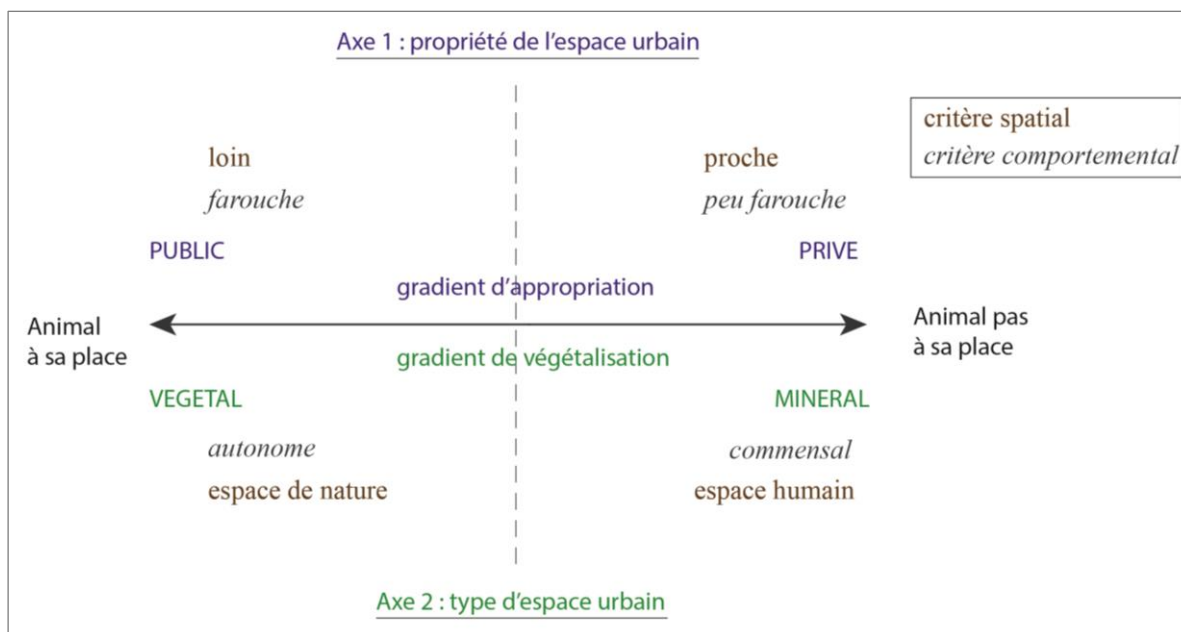 Axe 1 : propriété de l'espace urbain
critère spatial
critère comportemental
loin
proche
farouche
peu farouche
PUBLIC
PRIVE
gradient d'appropriation
Animal
à sa place
Animal pas
à sa place
gradient de végétalisation
VEGETAL
MINERAL
autonome
commensal
espace de nature
espace humain
Axe 2 : type d'espace urbain